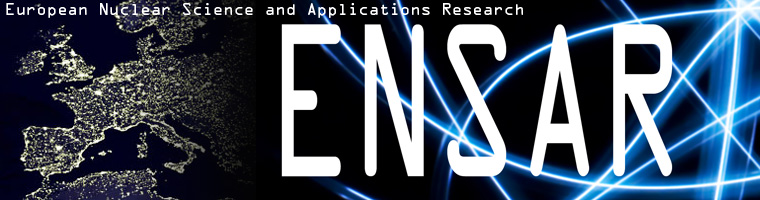 European Nuclear Science and Applications Research
ENSAR